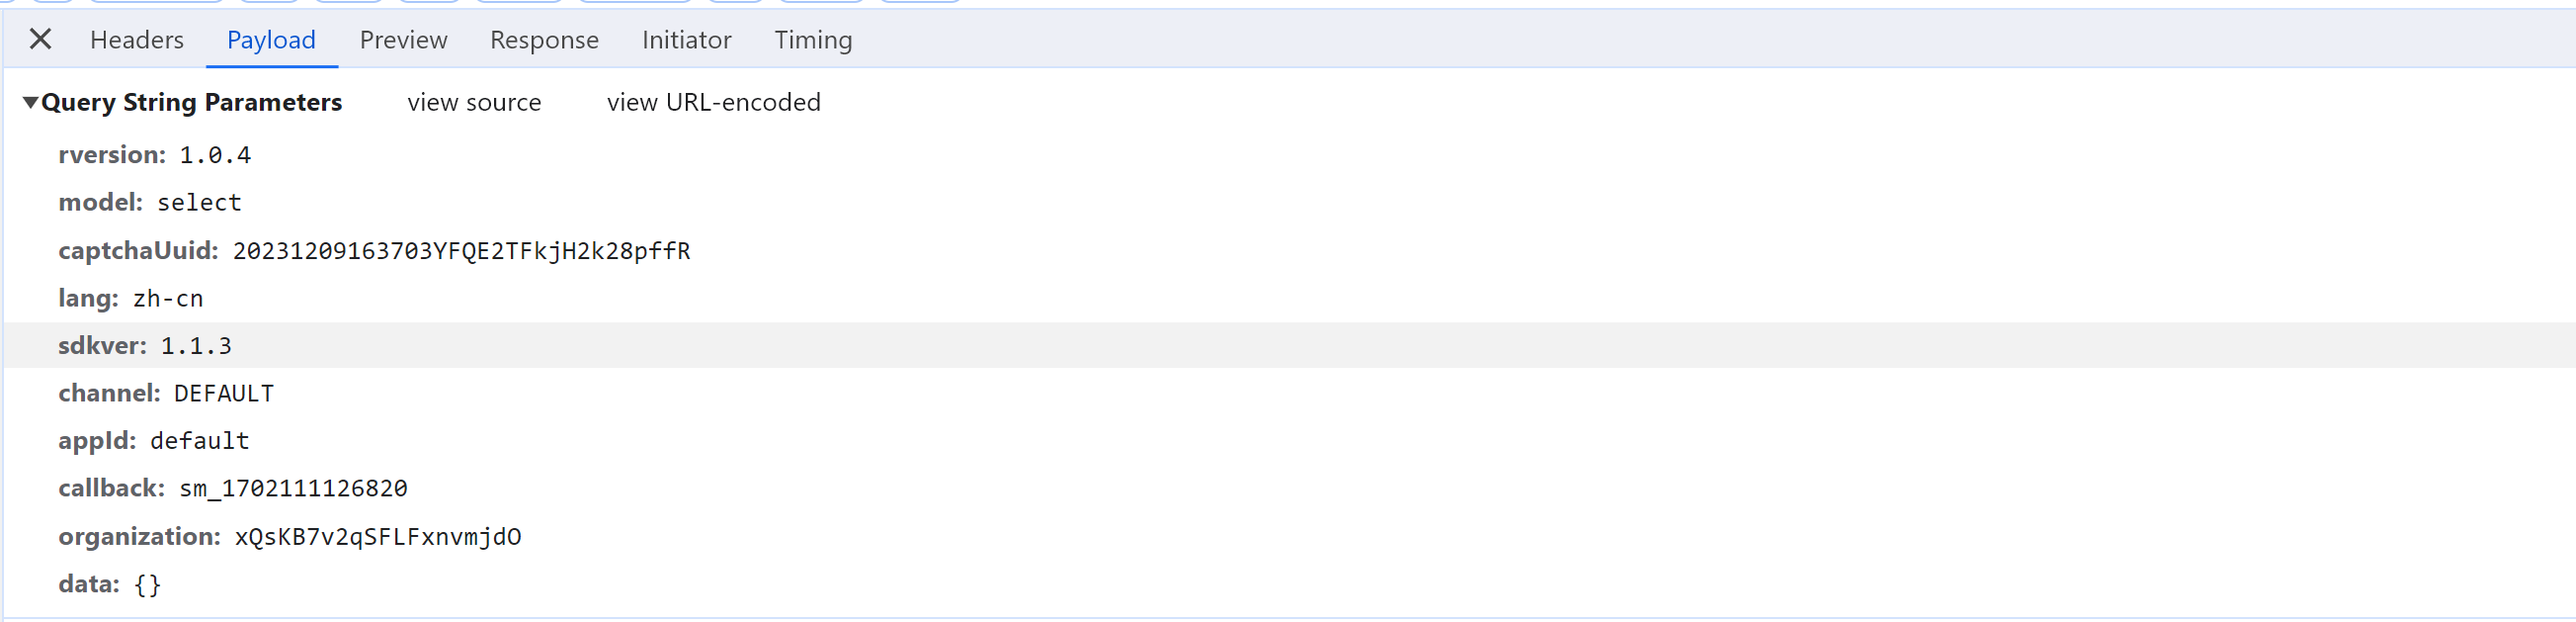 Headers Payload Preview Response Initiator Timing
Query String Parameters view source view URL-encoded
rversion: 1.0.4
model: select
captchaUuid: 20231209163703YFQE2TFkjH2k28pffR
lang: zh-cn
sdkver: 1.1.3
channel: DEFAULT
appId: default
callback: sm_1702111126820
organization: xQsKB7v2qSFLFxnvmjdO
data: {}